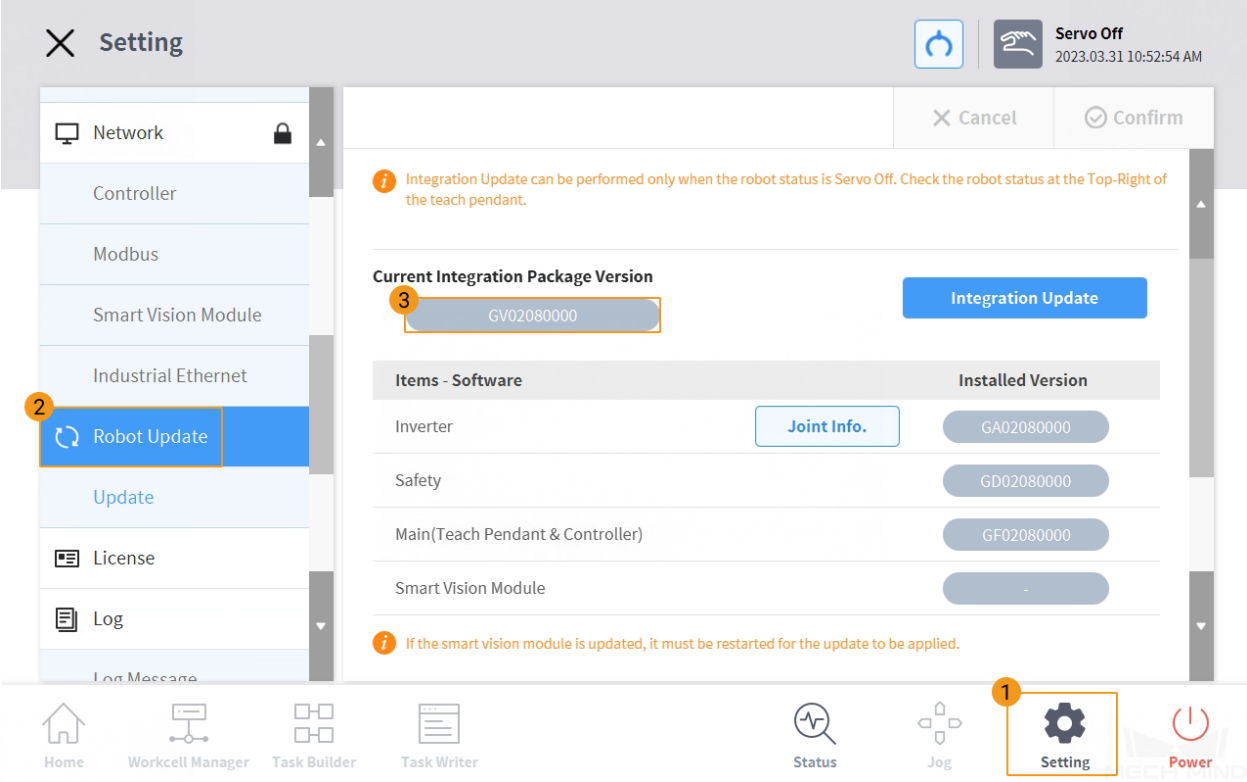 Setting
Servo Off
2023.03.31 10:52:54 AM
Network
Controller
Modbus
Smart Vision Module
Industrial Ethernet
2
Robot Update
Update
License
Log
Log Message
Cancel
Confirm
Integration Update can be performed only when the robot status is Servo Off. Check the robot status at the Top-Right of
the teach pendant.
Current Integration Package Version
3
GV02080000
Integration Update
Items - Software
Installed Version
Inverter
Joint Info.
GA02080000
Safety
GD02080000
Main(Teach Pendant & Controller)
GF02080000
Smart Vision Module
-
If the smart vision module is updated, it must be restarted for the update to be applied.
Home
Workcell Manager
Task Builder
Task Writer
Status
Jog
1
Setting
Power
MECH MIND